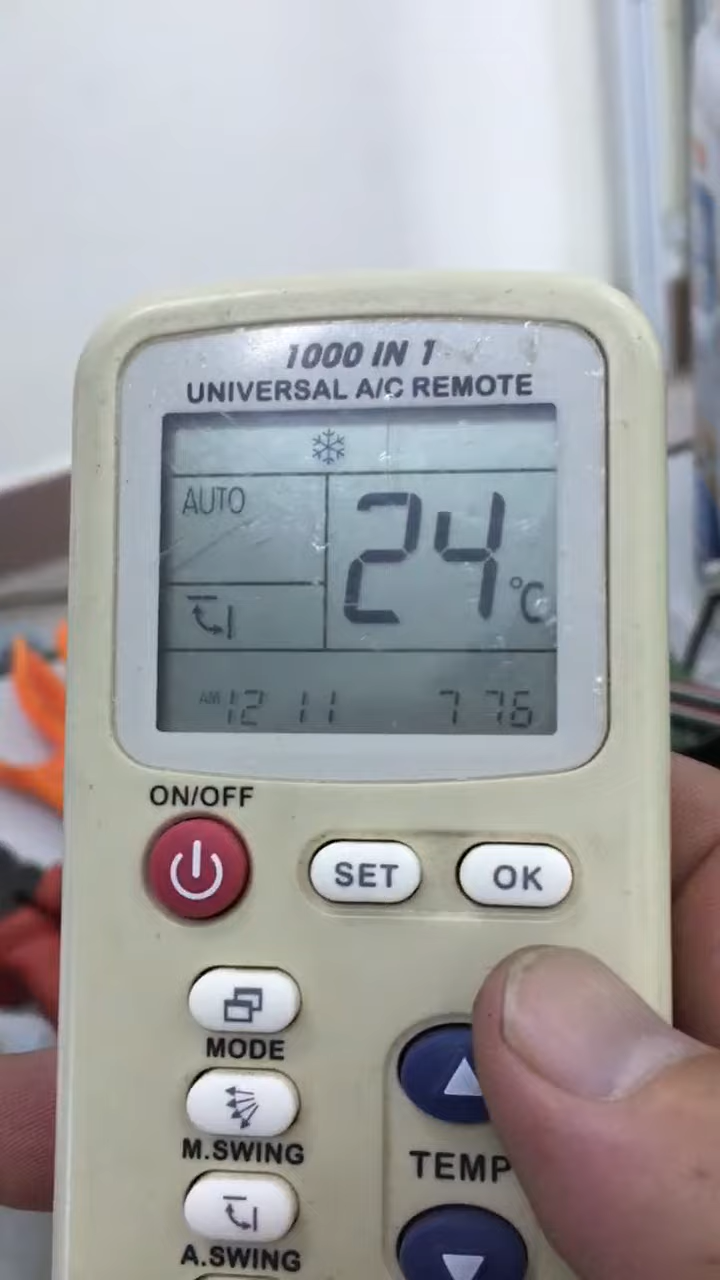 1000 IN 1
UNIVERSAL A/C REMOTE
AUTO
24 °C
AM 12 11 776
ON/OFF
SET
OK
MODE
M.SWING
TEMP
A.SWING